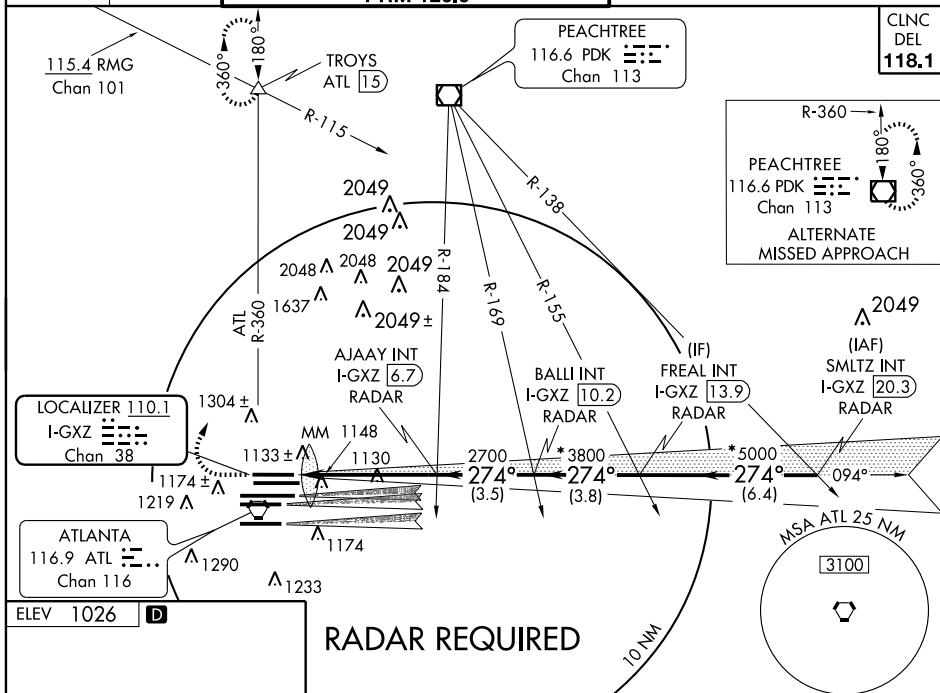 CLNC
DEL
118.1
115.4 RMG
Chan 101
360°
180°
TROYS
ATL 15
R-115
PEACHTREE
116.6 PDK
Chan 113
R-360
180°
360°
PEACHTREE
116.6 PDK
Chan 113
ALTERNATE
MISSED APPROACH
R-138
R-155
R-169
R-184
2049
2049
2048
2048
2049
1637
2049 ±
2049
ATL
R-360
AJAAY INT
I-GXZ 6.7
RADAR
BALLI INT
I-GXZ 10.2
RADAR
(IF)
FREAL INT
I-GXZ 13.9
RADAR
(IAF)
SMLTZ INT
I-GXZ 20.3
RADAR
LOCALIZER 110.1
I-GXZ
Chan 38
1304 ±
MM
1148
1133 ±
1130
1174 ±
1219
2700
274°
(3.5)
*3800
274°
(3.8)
*5000
274°
(6.4)
094°
ATLANTA
116.9 ATL
Chan 116
1174
1290
1233
MSA ATL 25 NM
3100
10 NM
ELEV 1026 D
RADAR REQUIRED